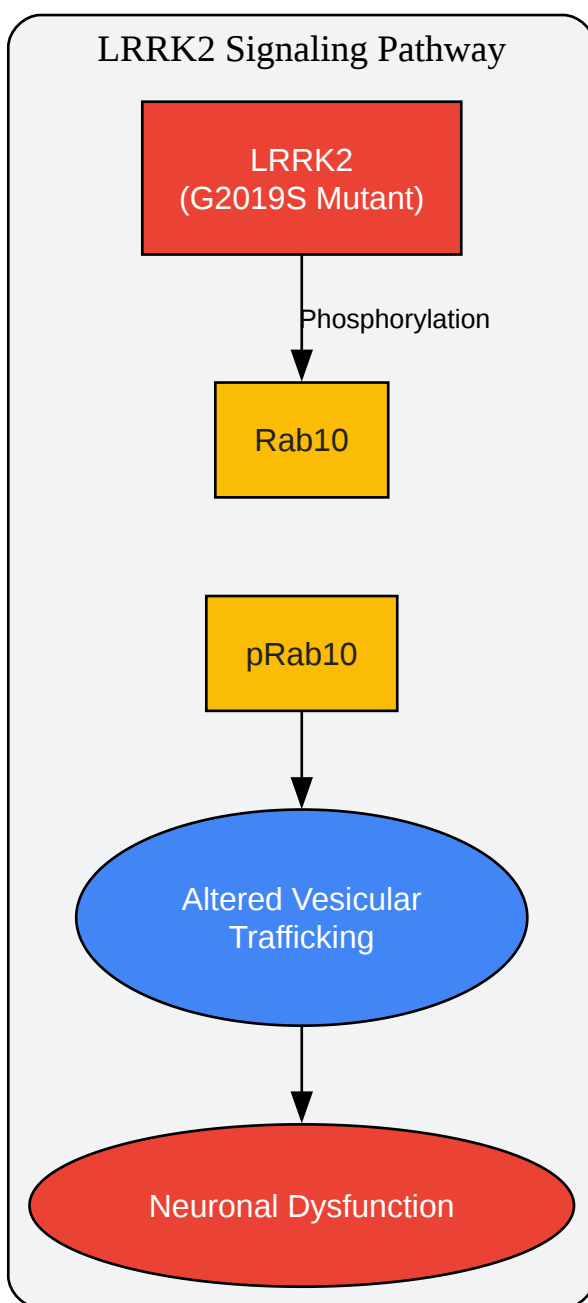 LRRK2 Signaling Pathway
LRRK2
(G2019S Mutant)
Phosphorylation
Rab10
pRab10
Altered Vesicular
Trafficking
Neuronal Dysfunction